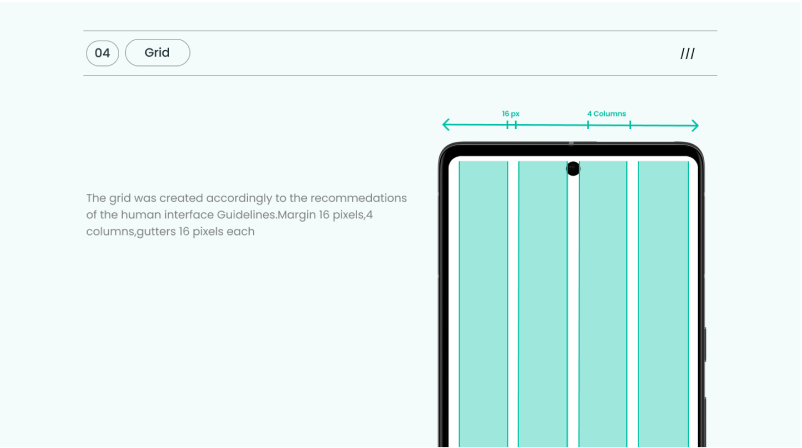 04 Grid ///
16 px 4 Columns
The grid was created accordingly to the recommedations
of the human interface Guidelines.Margin 16 pixels,4
columns,gutters 16 pixels each